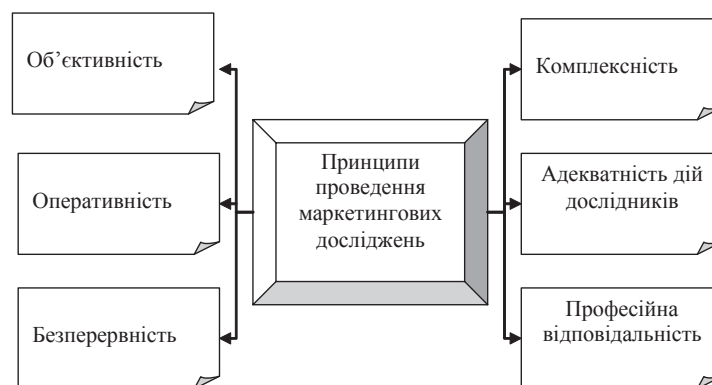 Об’єктивність
Оперативність
Безперервність
Принципи
проведення
маркетингових
досліджень
Комплексність
Адекватність дій
дослідників
Професійна
відповідальність